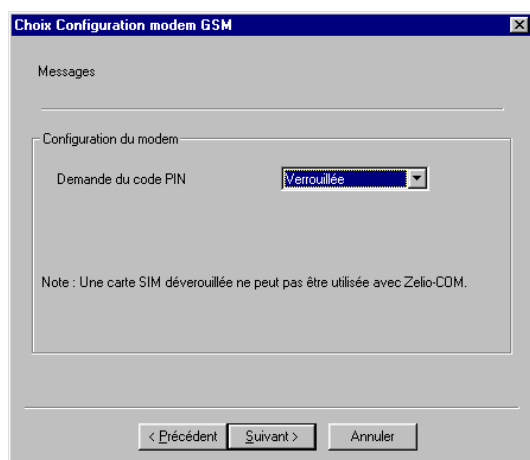 Choix Configuration modem GSM
Messages
Configuration du modem
Demande du code PIN
Verrouillée
Note : Une carte SIM déverouillée ne peut pas être utilisée avec Zelio-COM.
< Précédent
Suivant >
Annuler